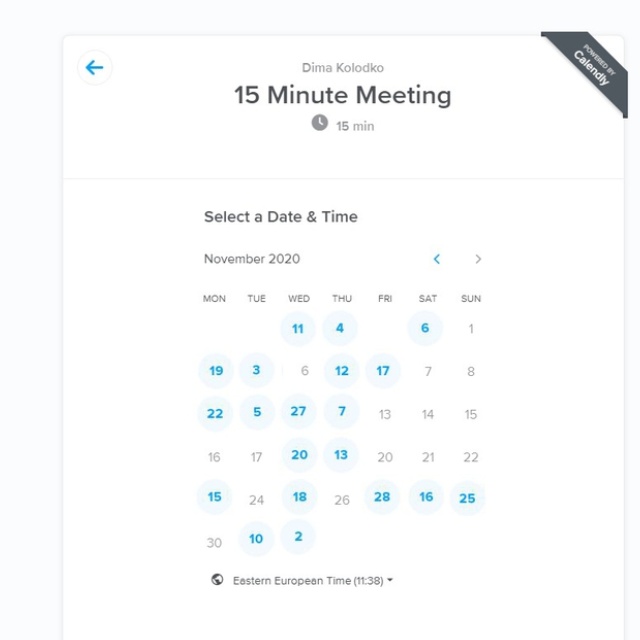 POWERED BY
Calendly
Dima Kolodko
15 Minute Meeting
15 min
Select a Date & Time
November 2020
MON TUE WED THU FRI SAT SUN
11 4 6 1
19 3 6 12 17 7 8
22 5 27 7 13 14 15
16 17 20 13 20 21 22
15 24 18 26 28 16 25
30 10 2
Eastern European Time (11:38)